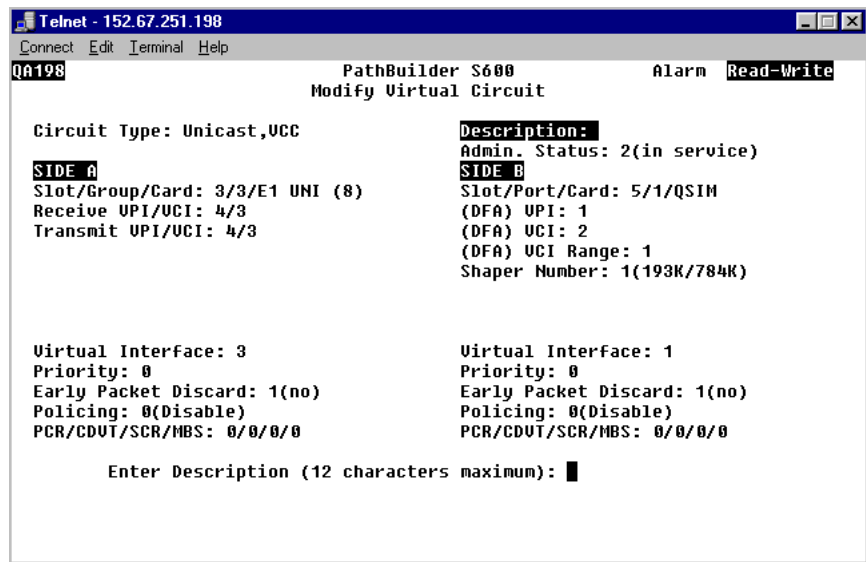 Telnet - 152.67.251.198
Connect Edit Terminal Help
QA198 PathBuilder S600 Alarm Read-Write
Modify Virtual Circuit
Circuit Type: Unicast,VCC Description:
Admin. Status: 2(in service)
SIDE A SIDE B
Slot/Group/Card: 3/3/E1 UNI (8) Slot/Port/Card: 5/1/QSIM
Receive VPI/VCI: 4/3 (DFA) VPI: 1
Transmit VPI/VCI: 4/3 (DFA) VCI: 2
(DFA) VCI Range: 1
Shaper Number: 1(193K/784K)
Virtual Interface: 3 Virtual Interface: 1
Priority: 0 Priority: 0
Early Packet Discard: 1(no) Early Packet Discard: 1(no)
Policing: 0(Disable) Policing: 0(Disable)
PCR/CDVT/SCR/MBS: 0/0/0/0 PCR/CDVT/SCR/MBS: 0/0/0/0
Enter Description (12 characters maximum):